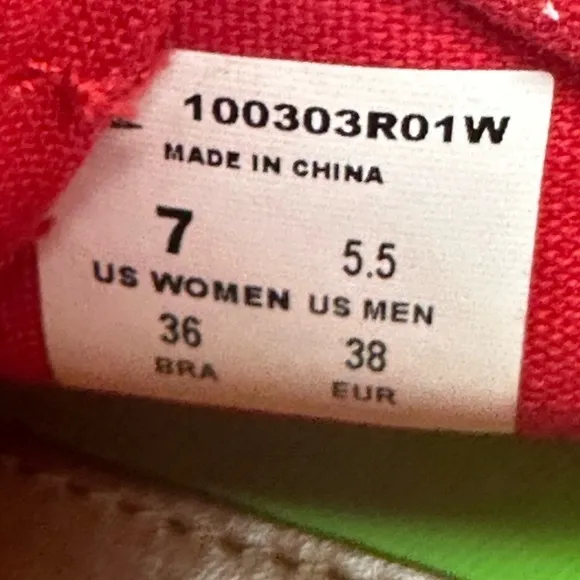 100303R01W
MADE IN CHINA
7 5.5
US WOMEN US MEN
36 38
BRA EUR